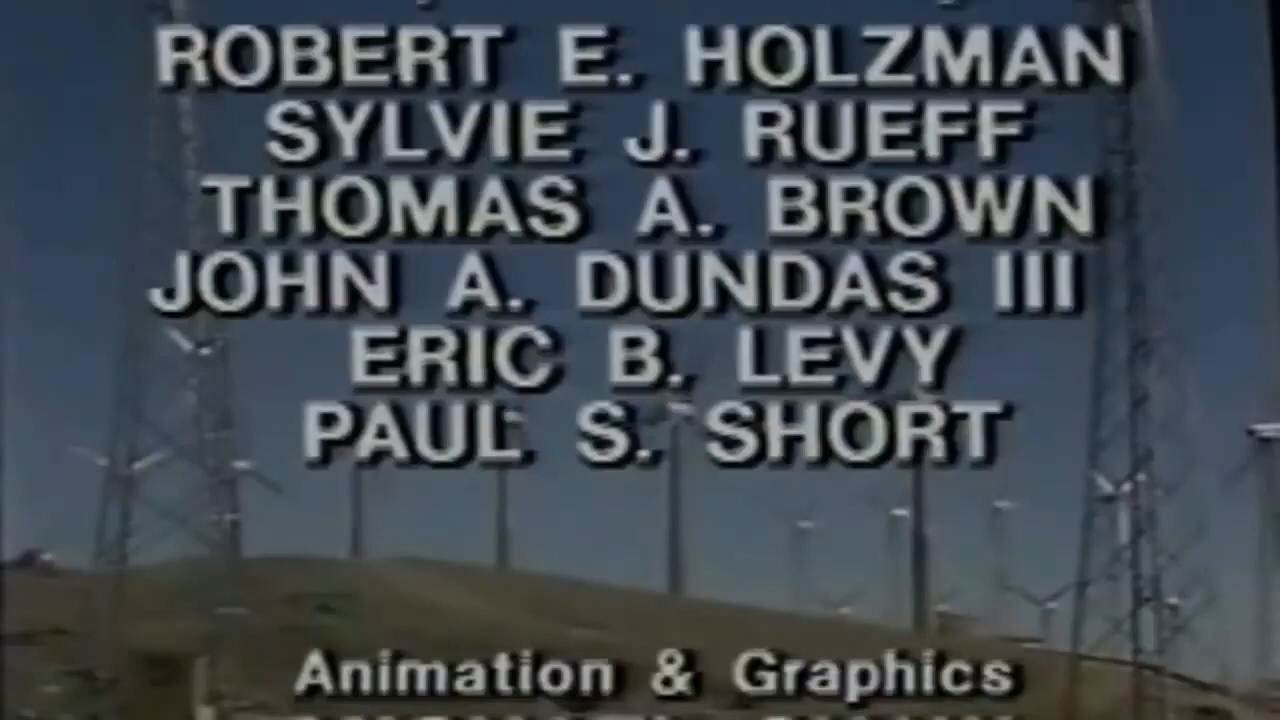 ROBERT E. HOLZMAN
SYLVIE J. RUEFF
THOMAS A. BROWN
JOHN A. DUNDAS III
ERIC B. LEVY
PAUL S. SHORT
Animation & Graphics